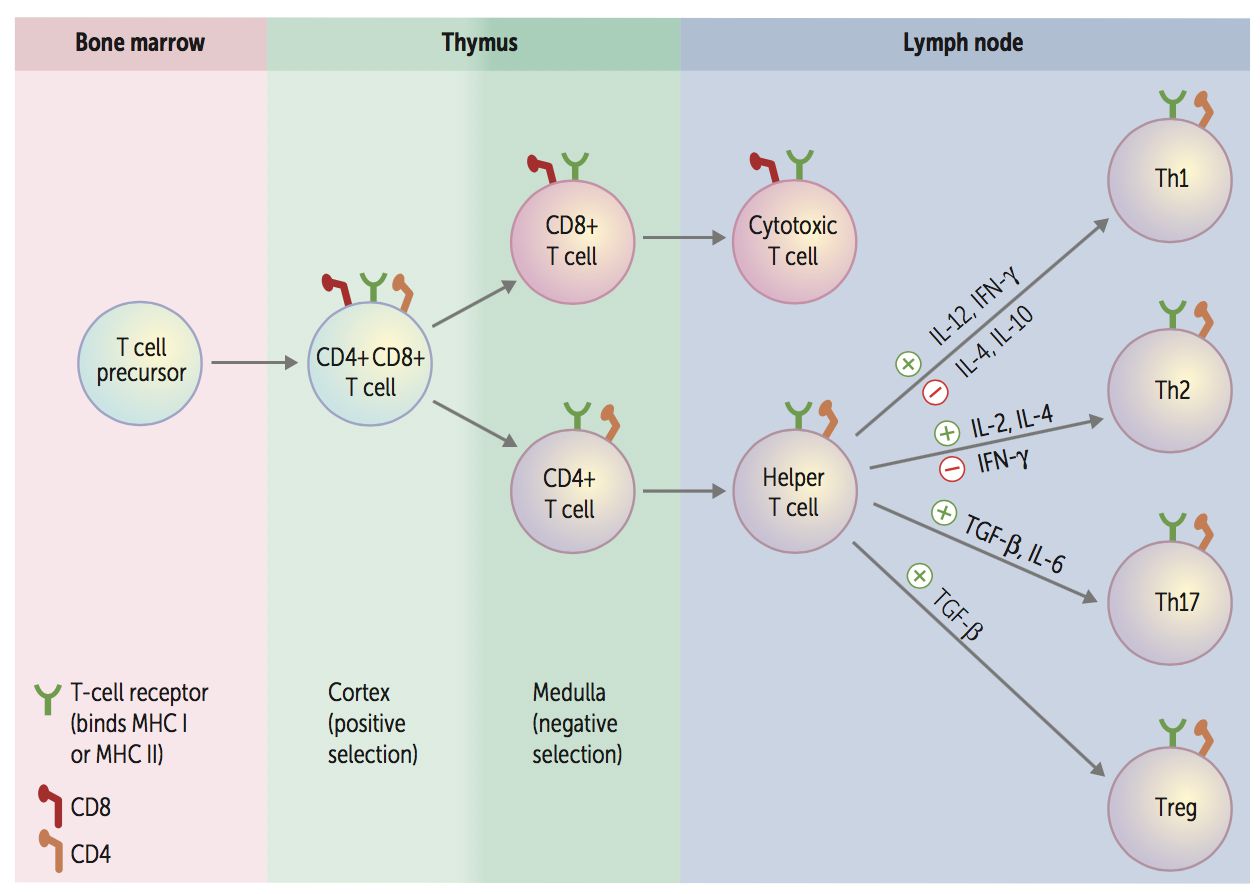 Bone marrow
Thymus
Lymph node
T cell
precursor
CD4+ CD8+
T cell
CD8+
T cell
CD4+
T cell
Cytotoxic
T cell
Helper
T cell
IL-12, IFN-γ
IL-4, IL-10
IL-2, IL-4
IFN-γ
TGF-β, IL-6
TGF-β
Th1
Th2
Th17
Treg
T-cell receptor
(binds MHC I
or MHC II)
CD8
CD4
Cortex
(positive
selection)
Medulla
(negative
selection)